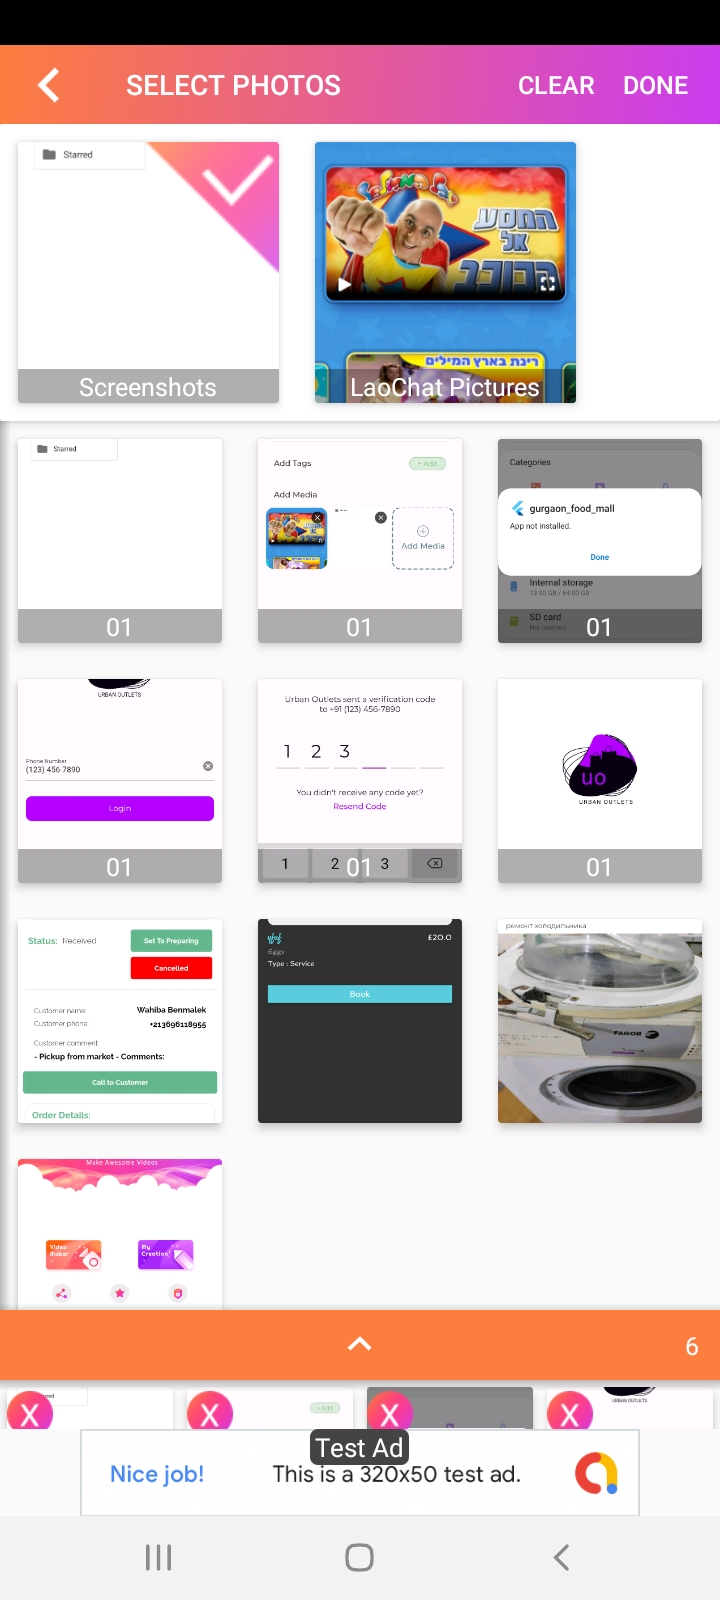 SELECT PHOTOS
CLEAR
DONE
Starred
Screenshots
המסע
אל
הכוכב
רינת בארץ המילים
LaoChat Pictures
Starred
01
Add Tags
+ Add
Add Media
Add Media
01
Categories
gurgaon_food_mall
App not installed.
Done
Internal storage
SD card
Not inserted
01
URBAN OUTLETS
Phone Number
(123) 456-7890
Login
01
Urban Outlets sent a verification code
to +91 (123) 456-7890
1 2 3
You didn't receive any code yet?
Resend Code
1 2 3
01
uo
URBAN OUTLETS
01
Status: Received
Set To Preparing
Cancelled
Customer name:
Wahiba Benmalek
Customer phone
+213696118955
Customer comment:
- Pickup from market - Comments:
Call to Customer
Order Details:
£20.0
6ggv
Type : Service
Book
ремонт холодильника
FAGOR
Make Awesome Videos
Video
Maker
My
Creation
6
X
X
X
X
+ Add
URBAN OUTLETS
Test Ad
Nice job!
This is a 320x50 test ad.